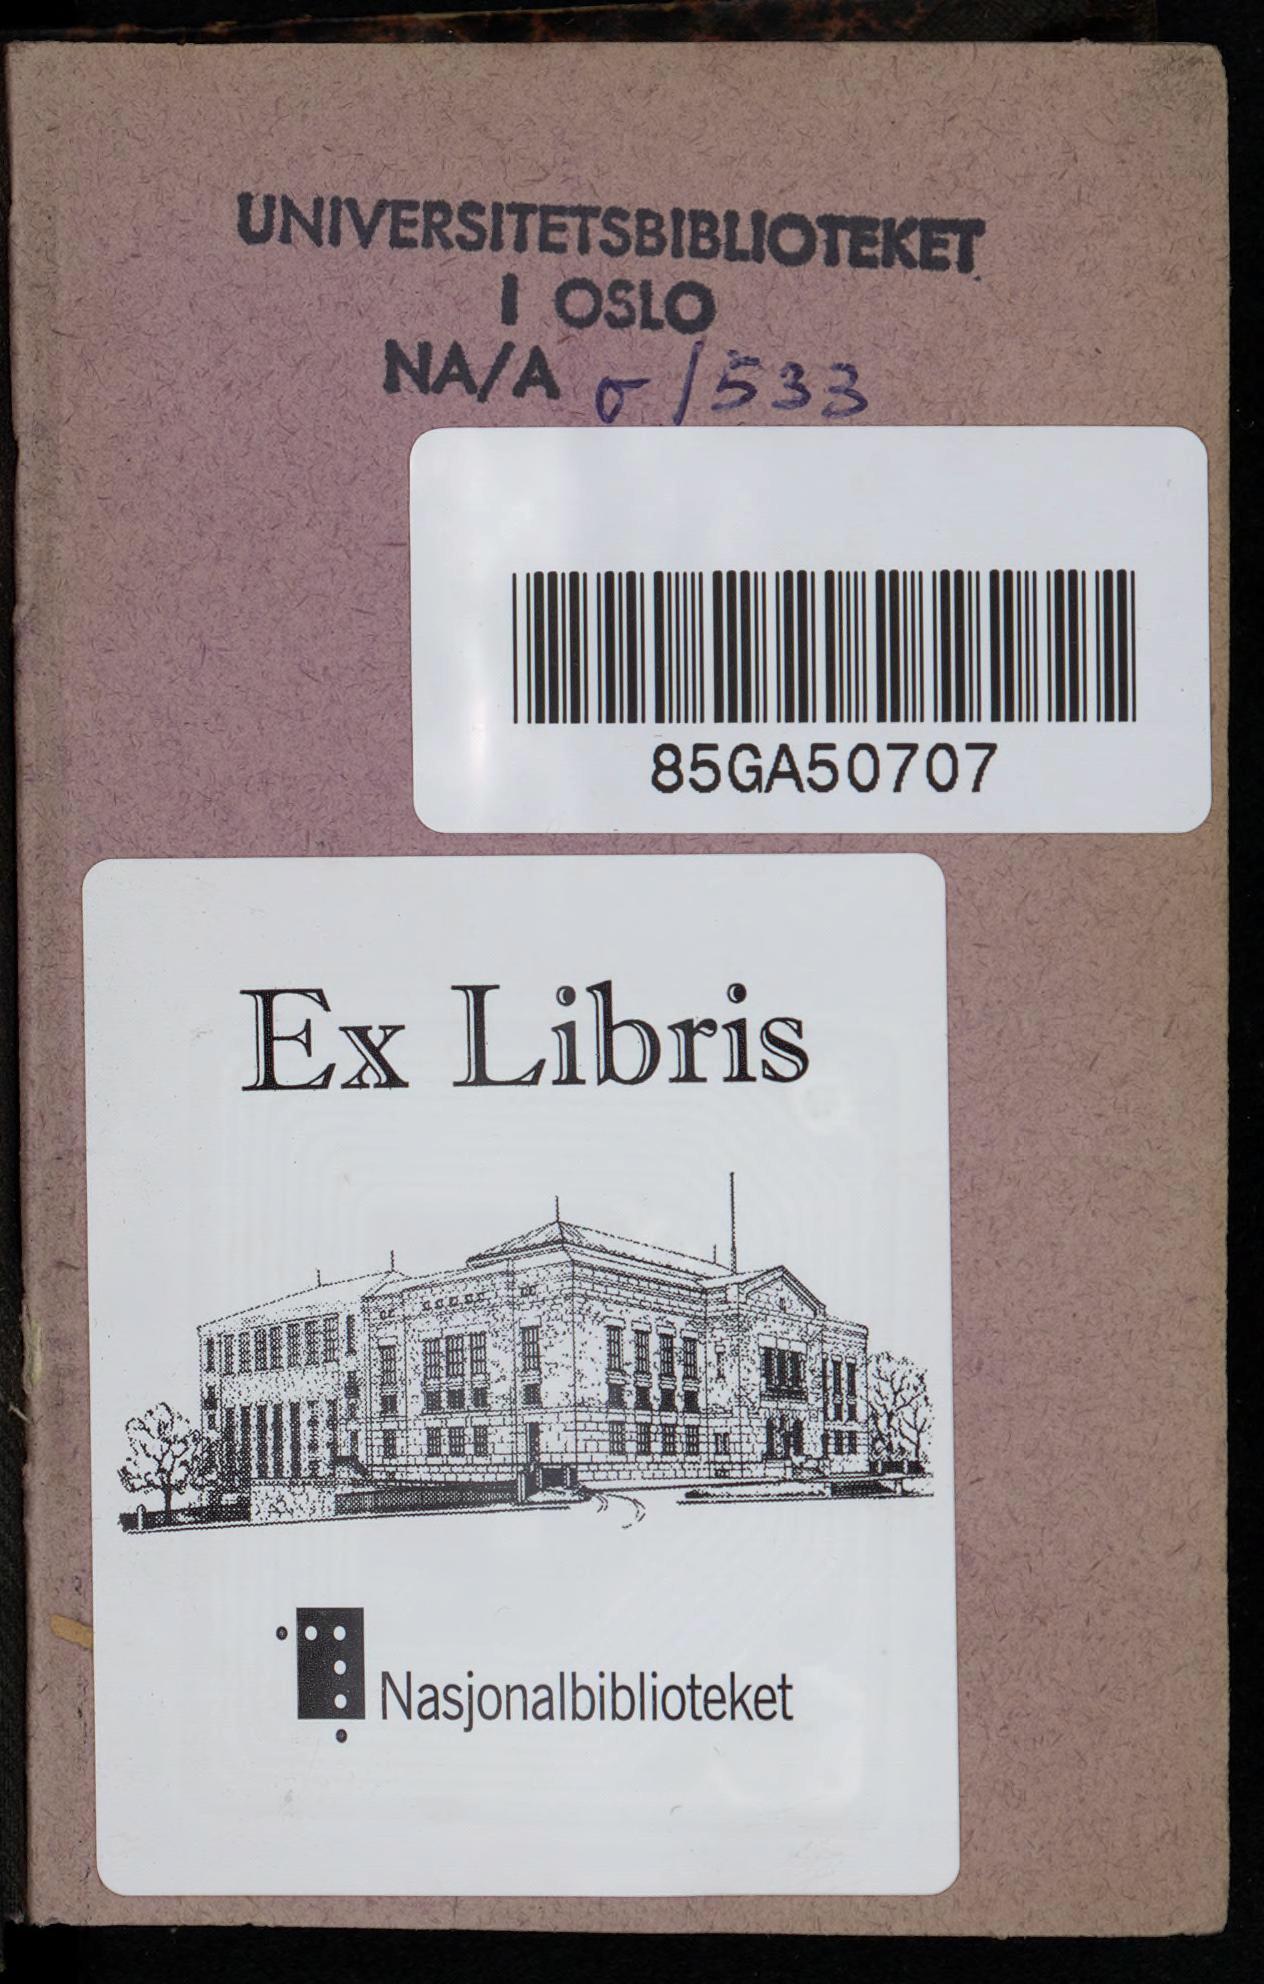 UNIVERSITETSBIBLIOTEKET
I OSLO
NA/A σ/533
85GA50707
Ex Libris
Nasjonalbiblioteket